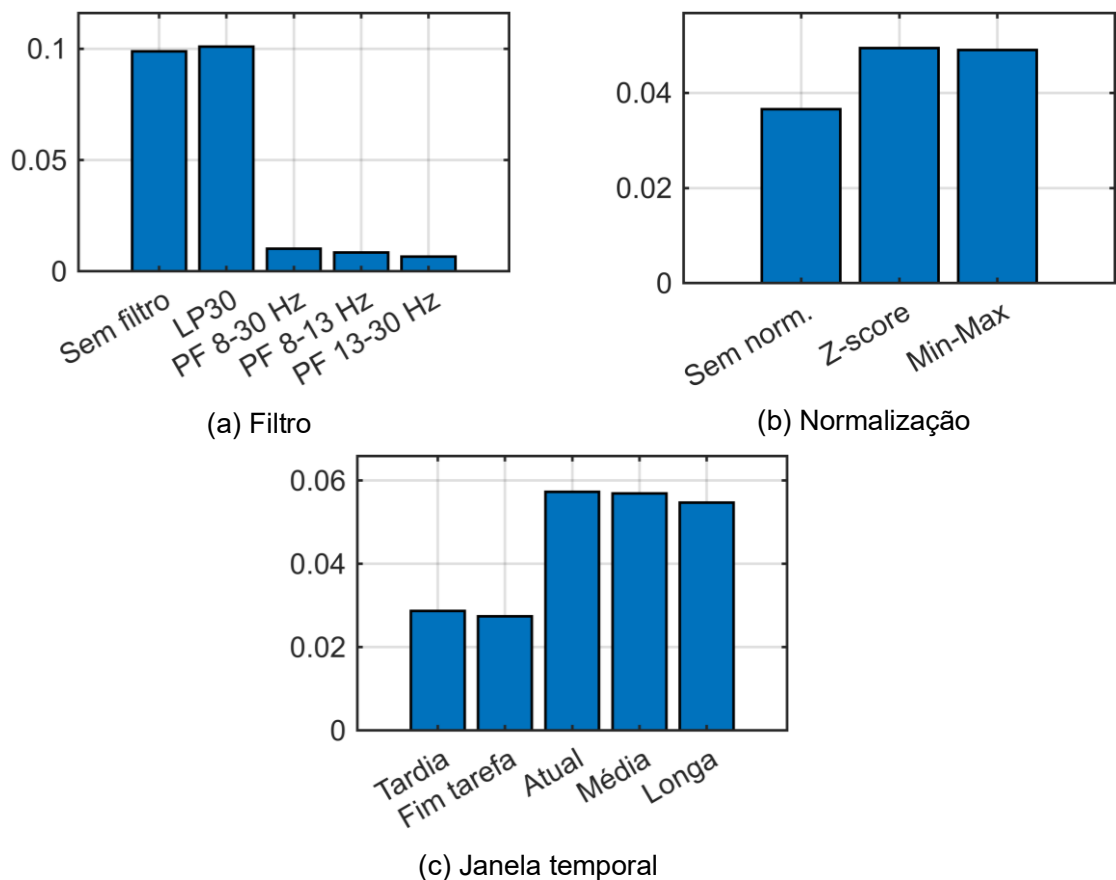 0.1
0.05
0
Sem filtro
LP30
PF 8-30 Hz
PF 8-13 Hz
PF 13-30 Hz
(a) Filtro
0.04
0.02
0
Sem norm.
Z-score
Min-Max
(b) Normalização
0.06
0.04
0.02
0
Tardia
Fim tarefa
Atual
Média
Longa
(c) Janela temporal